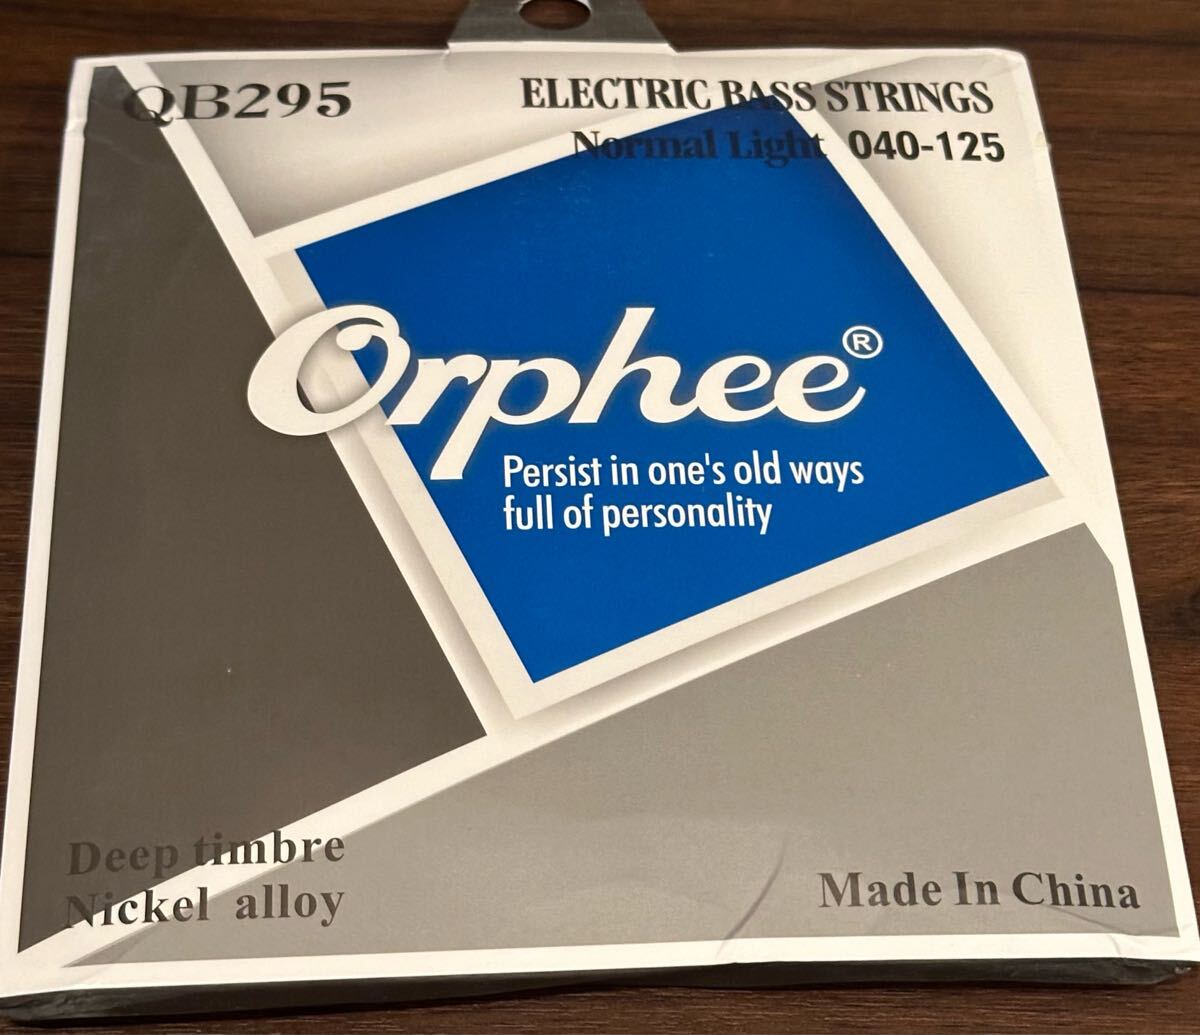 QB295
ELECTRIC BASS STRINGS
Normal Light 040-125
Orphee®
Persist in one's old ways
full of personality
Deep timbre
Nickel alloy
Made In China